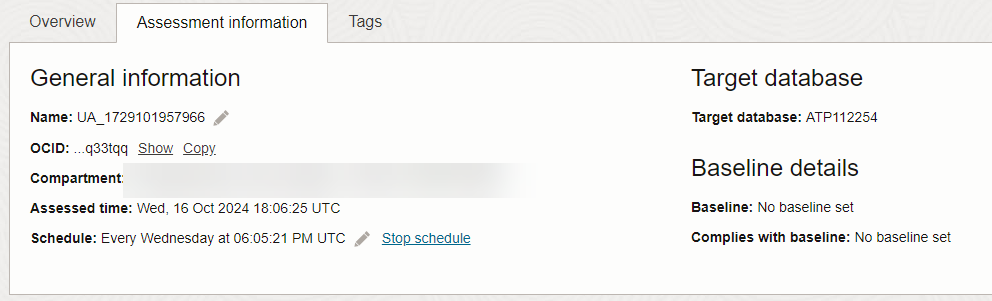 Overview Assessment information Tags
General information
Name: UA_1729101957966
OCID: ...q33tqq Show Copy
Compartment:
Assessed time: Wed, 16 Oct 2024 18:06:25 UTC
Schedule: Every Wednesday at 06:05:21 PM UTC Stop schedule
Target database
Target database: ATP112254
Baseline details
Baseline: No baseline set
Complies with baseline: No baseline set